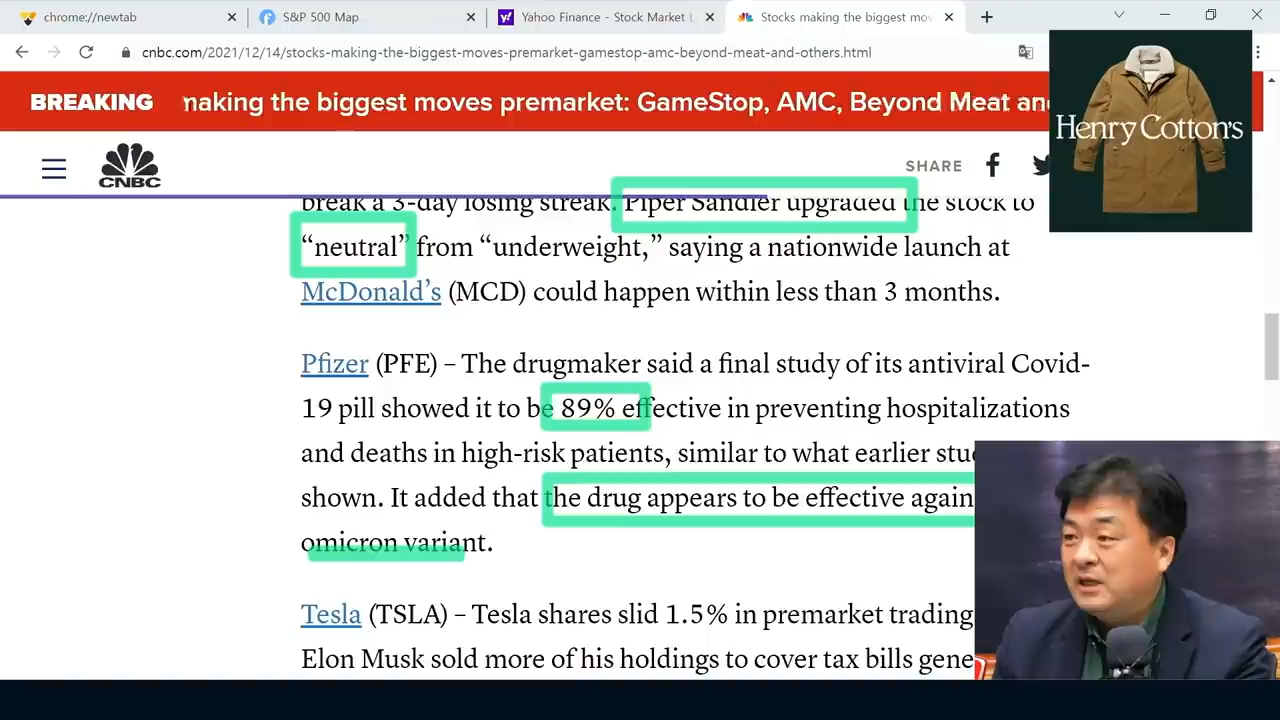 chrome://newtab
S&P 500 Map
Yahoo Finance - Stock Market L
Stocks making the biggest mov
cnbc.com/2021/12/14/stocks-making-the-biggest-moves-premarket-gamestop-amc-beyond-meat-and-others.html
BREAKING
making the biggest moves premarket: GameStop, AMC, Beyond Meat an
Henry Cotton's
CNBC
SHARE
break a 3-day losing streak. Piper Sandler upgraded the stock to
“neutral” from “underweight,” saying a nationwide launch at
McDonald’s (MCD) could happen within less than 3 months.
Pfizer (PFE) – The drugmaker said a final study of its antiviral Covid-
19 pill showed it to be 89% effective in preventing hospitalizations
and deaths in high-risk patients, similar to what earlier stu
shown. It added that the drug appears to be effective again
omicron variant.
Tesla (TSLA) – Tesla shares slid 1.5% in premarket trading
Elon Musk sold more of his holdings to cover tax bills gene